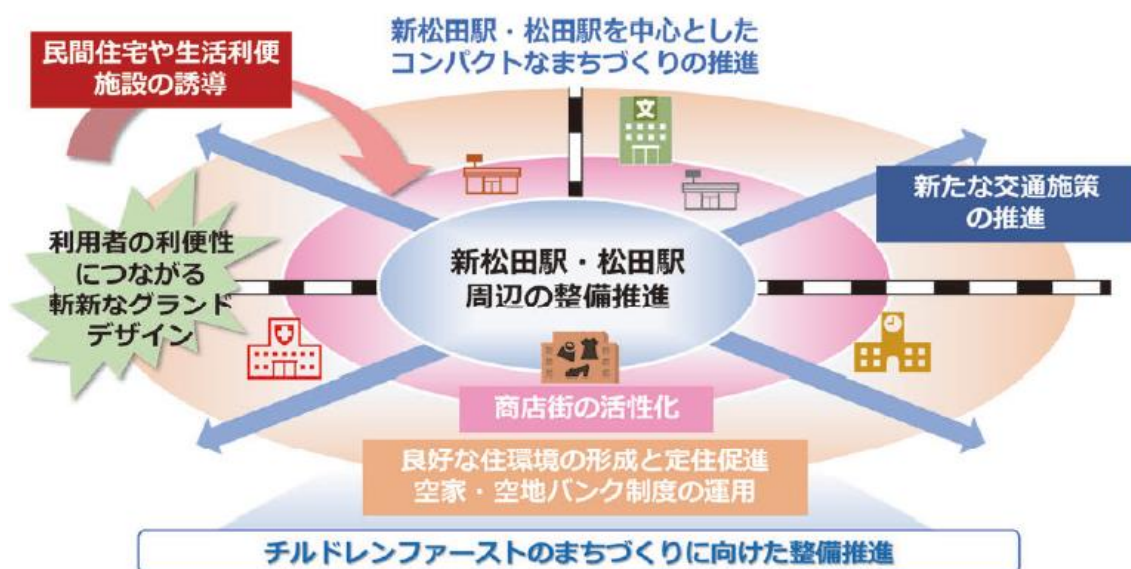 新松田駅・松田駅を中心とした
コンパクトなまちづくりの推進
民間住宅や生活利便
施設の誘導
文
新たな交通施策
の推進
利用者の利便性
につながる
斬新なグランド
デザイン
新松田駅・松田駅
周辺の整備推進
商店街の活性化
良好な住環境の形成と定住促進
空家・空地バンク制度の運用
チルドレンファーストのまちづくりに向けた整備推進